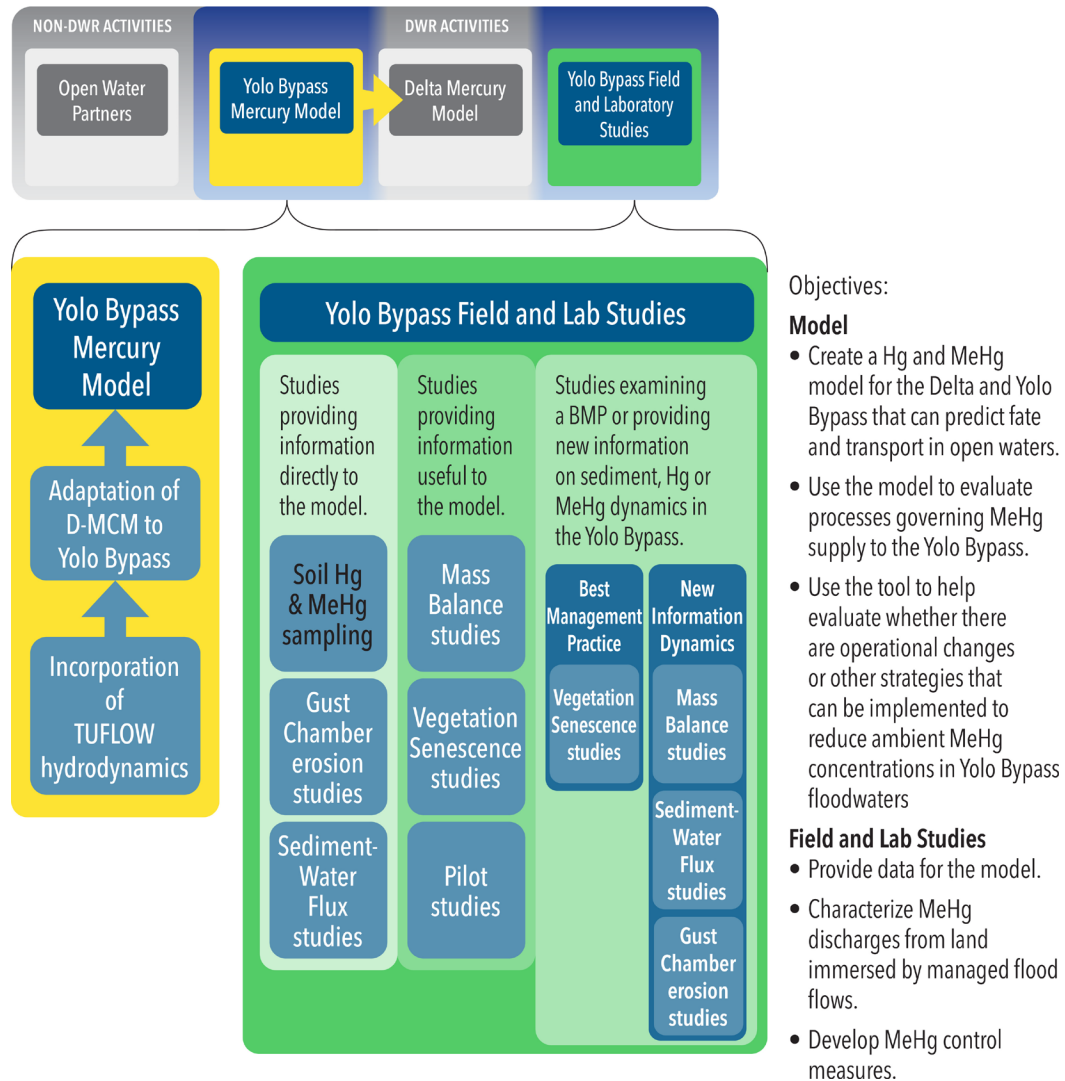 NON-DWR ACTIVITIES
DWR ACTIVITIES
Open Water
Partners
Yolo Bypass
Mercury Model
Delta Mercury
Model
Yolo Bypass Field
and Laboratory
Studies
Yolo Bypass
Mercury
Model
Adaptation of
D-MCM to
Yolo Bypass
Incorporation
of
TUFLOW
hydrodynamics
Yolo Bypass Field and Lab Studies
Studies
providing
information
directly to
the model.
Soil Hg
& MeHg
sampling
Gust
Chamber
erosion
studies
Sediment-
Water
Flux
studies
Studies
providing
information
useful to
the model.
Mass
Balance
studies
Vegetation
Senescence
studies
Pilot
studies
Studies examining
a BMP or providing
new information
on sediment, Hg or
MeHg dynamics in
the Yolo Bypass.
Best
Management
Practice
Vegetation
Senescence
studies
New
Information
Dynamics
Mass
Balance
studies
Sediment-
Water
Flux
studies
Gust
Chamber
erosion
studies
Objectives:
Model
• Create a Hg and MeHg
model for the Delta and Yolo
Bypass that can predict fate
and transport in open waters.
• Use the model to evaluate
processes governing MeHg
supply to the Yolo Bypass.
• Use the tool to help
evaluate whether there
are operational changes
or other strategies that
can be implemented to
reduce ambient MeHg
concentrations in Yolo Bypass
floodwaters
Field and Lab Studies
• Provide data for the model.
• Characterize MeHg
discharges from land
immersed by managed flood
flows.
• Develop MeHg control
measures.